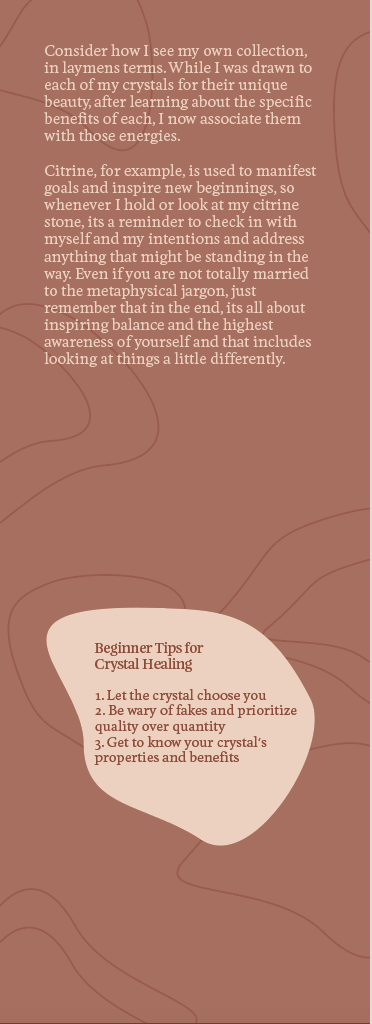 Consider how I see my own collection,
in laymens terms. While I was drawn to
each of my crystals for their unique
beauty, after learning about the specific
benefits of each, I now associate them
with those energies.
Citrine, for example, is used to manifest
goals and inspire new beginnings, so
whenever I hold or look at my citrine
stone, its a reminder to check in with
myself and my intentions and address
anything that might be standing in the
way. Even if you are not totally married
to the metaphysical jargon, just
remember that in the end, its all about
inspiring balance and the highest
awareness of yourself and that includes
looking at things a little differently.
Beginner Tips for
Crystal Healing
1. Let the crystal choose you
2. Be wary of fakes and prioritize
quality over quantity
3. Get to know your crystal's
properties and benefits